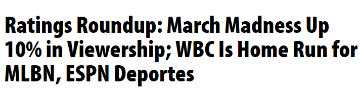 Ratings Roundup: March Madness Up
10% in Viewership; WBC Is Home Run for
MLBN, ESPN Deportes